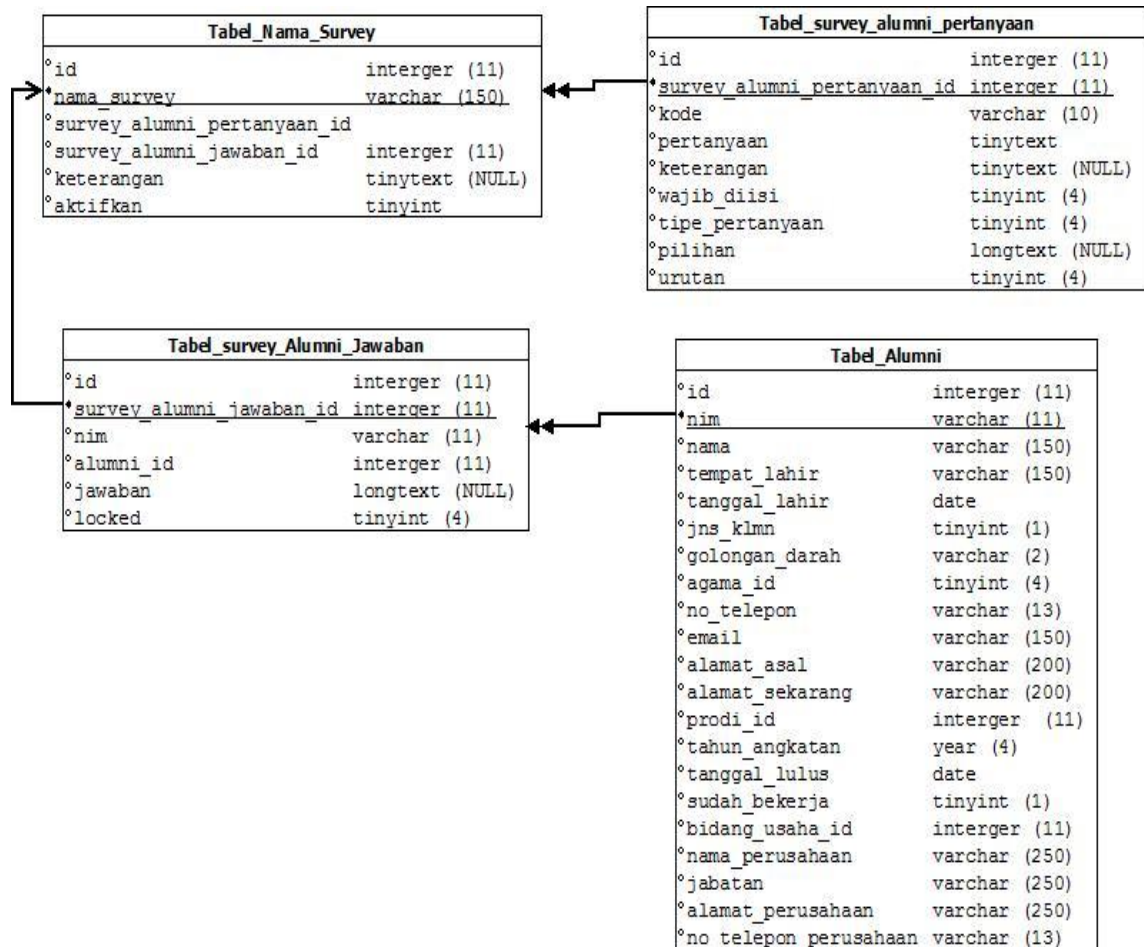 Tabel_Nama_Survey
id interger (11)
nama_survey varchar (150)
survey_alumni_pertanyaan_id
survey_alumni_jawaban_id interger (11)
keterangan tinytext (NULL)
aktifkan tinyint
Tabel_survey_alumni_pertanyaan
id interger (11)
survey_alumni_pertanyaan_id interger (11)
kode varchar (10)
pertanyaan tinytext
keterangan tinytext (NULL)
wajib_diisi tinyint (4)
tipe_pertanyaan tinyint (4)
pilihan longtext (NULL)
urutan tinyint (4)
Tabel_survey_Alumni_Jawaban
id interger (11)
survey_alumni_jawaban_id interger (11)
nim varchar (11)
alumni_id interger (11)
jawaban longtext (NULL)
locked tinyint (4)
Tabel_Alumni
id interger (11)
nim varchar (11)
nama varchar (150)
tempat_lahir varchar (150)
tanggal_lahir date
jns_klmn tinyint (1)
golongan_darah varchar (2)
agama_id tinyint (4)
no_telepon varchar (13)
email varchar (150)
alamat_asal varchar (200)
alamat_sekarang varchar (200)
prodi_id interger (11)
tahun_angkatan year (4)
tanggal_lulus date
sudah_bekerja tinyint (1)
bidang_usaha_id interger (11)
nama_perusahaan varchar (250)
jabatan varchar (250)
alamat_perusahaan varchar (250)
no_telepon_perusahaan varchar (13)